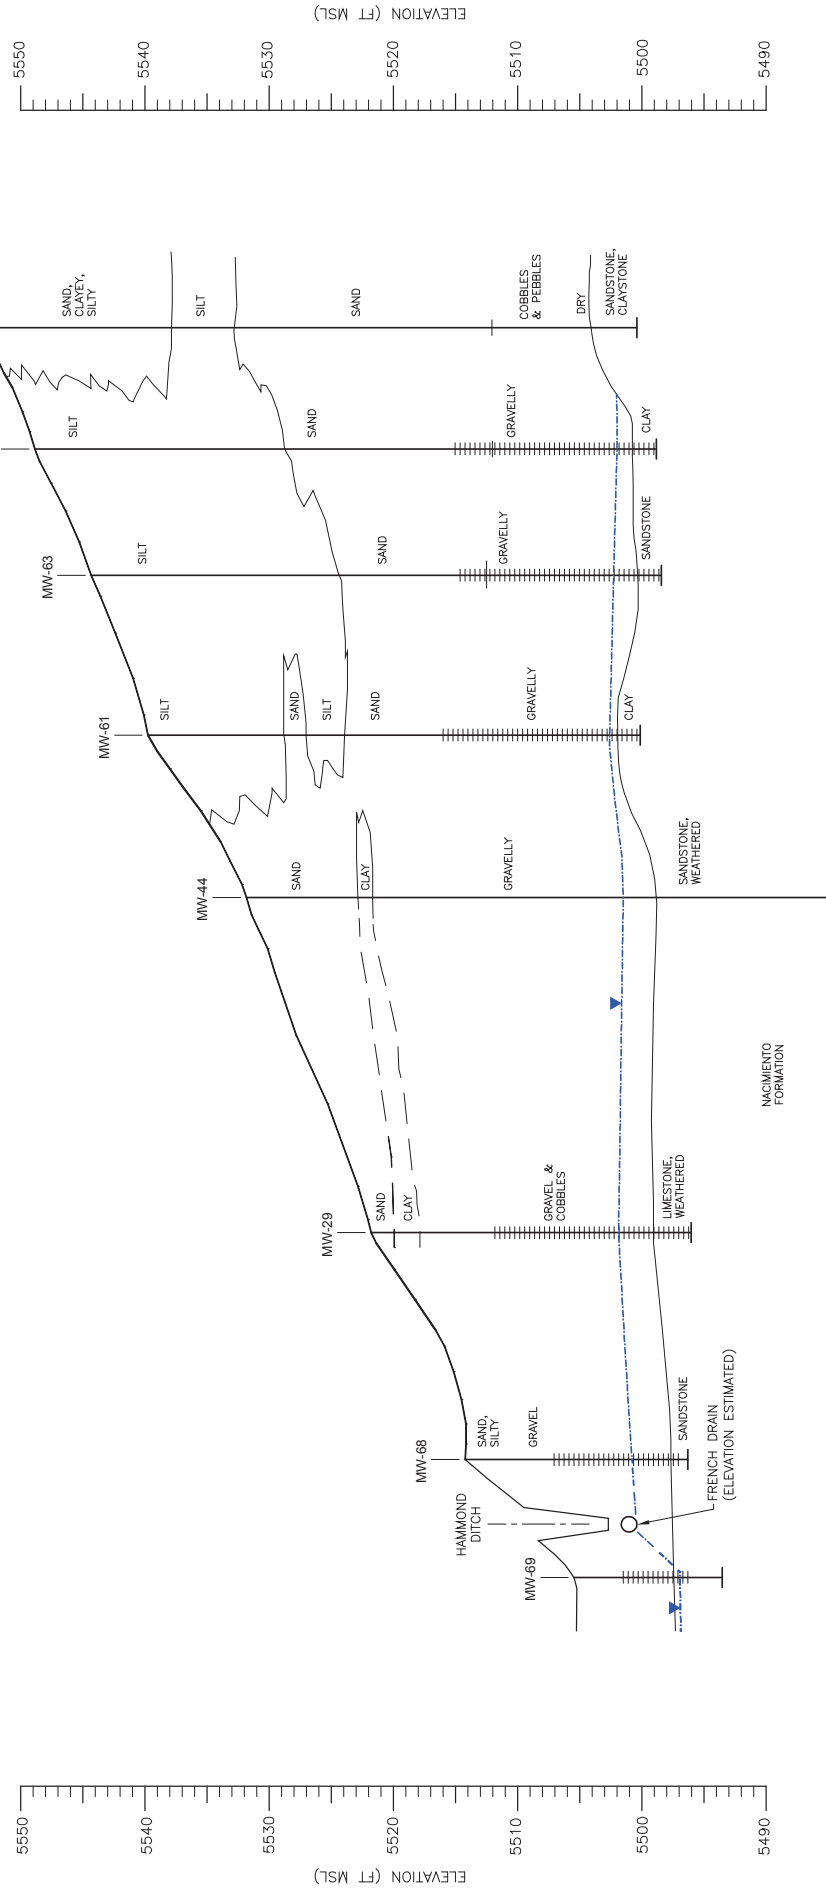 ELEVATION (FT MSL)
5550
5540
5530
5520
5510
5500
5490
HAMMOND
DITCH
MW-69
MW-68
SAND,
SILTY
GRAVEL
SANDSTONE
FRENCH DRAIN
(ELEVATION ESTIMATED)
MW-29
SAND
CLAY
GRAVEL &
COBBLES
LIMESTONE,
WEATHERED
NACIMIENTO
FORMATION
MW-44
SAND
CLAY
GRAVELLY
SANDSTONE,
WEATHERED
MW-61
SILT
SAND
SILT
SAND
GRAVELLY
CLAY
MW-63
SILT
SAND
GRAVELLY
SANDSTONE
SILT
SAND
GRAVELLY
CLAY
SAND,
CLAYEY,
SILTY
SILT
SAND
COBBLES
& PEBBLES
DRY
SANDSTONE,
CLAYSTONE
5550
5540
5530
5520
5510
5500
5490
ELEVATION (FT MSL)